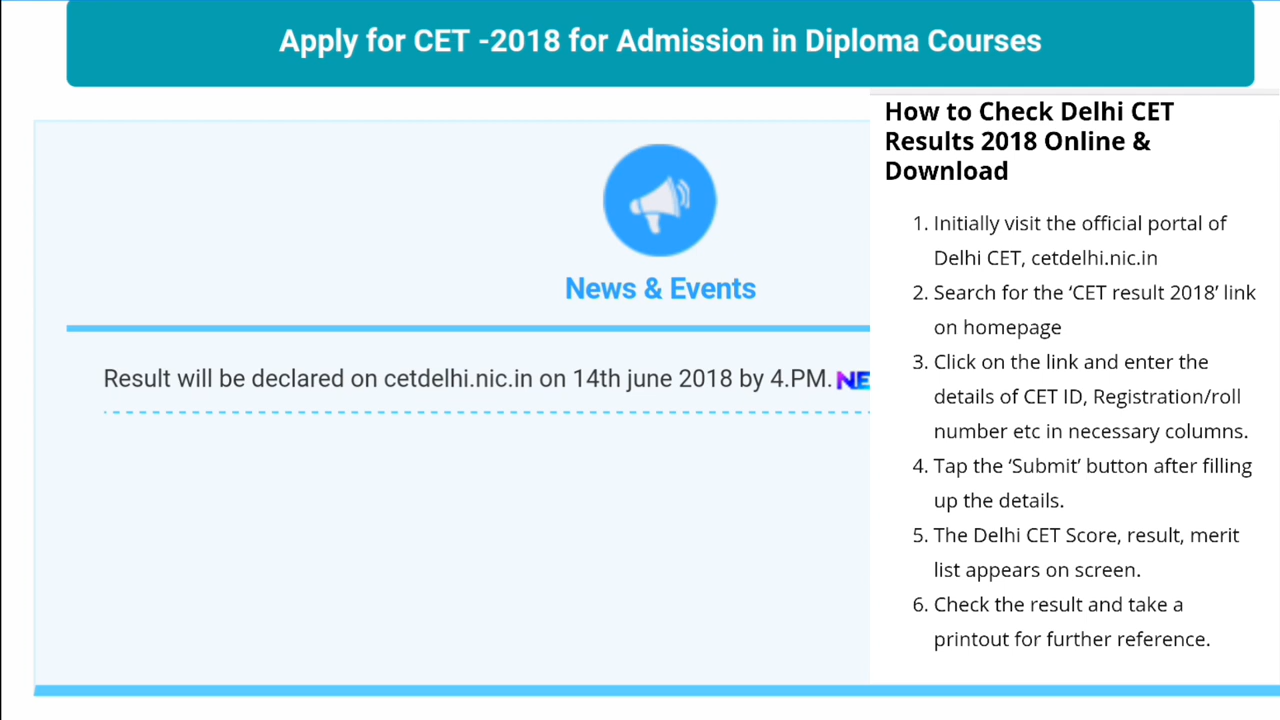 Apply for CET -2018 for Admission in Diploma Courses
News & Events
Result will be declared on cetdelhi.nic.in on 14th june 2018 by 4.PM.
How to Check Delhi CET
Results 2018 Online &
Download
1. Initially visit the official portal of
Delhi CET, cetdelhi.nic.in
2. Search for the ‘CET result 2018’ link
on homepage
3. Click on the link and enter the
details of CET ID, Registration/roll
number etc in necessary columns.
4. Tap the ‘Submit’ button after filling
up the details.
5. The Delhi CET Score, result, merit
list appears on screen.
6. Check the result and take a
printout for further reference.